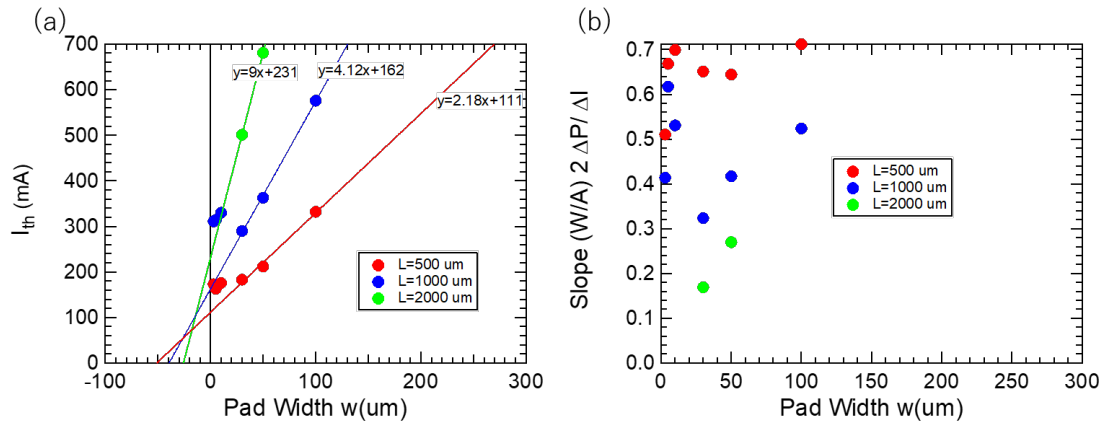 (a)
(b)
700
600
500
400
300
200
100
0
I_th (mA)
y=9x+231
y=4.12x+162
y=2.18x+111
L=500 um
L=1000 um
L=2000 um
-100
0
100
200
300
Pad Width w(um)
0.7
0.6
0.5
0.4
0.3
0.2
0.1
0.0
Slope (W/A) 2 ΔP/ ΔI
L=500 um
L=1000 um
L=2000 um
0
50
100
150
200
250
300
Pad Width w(um)